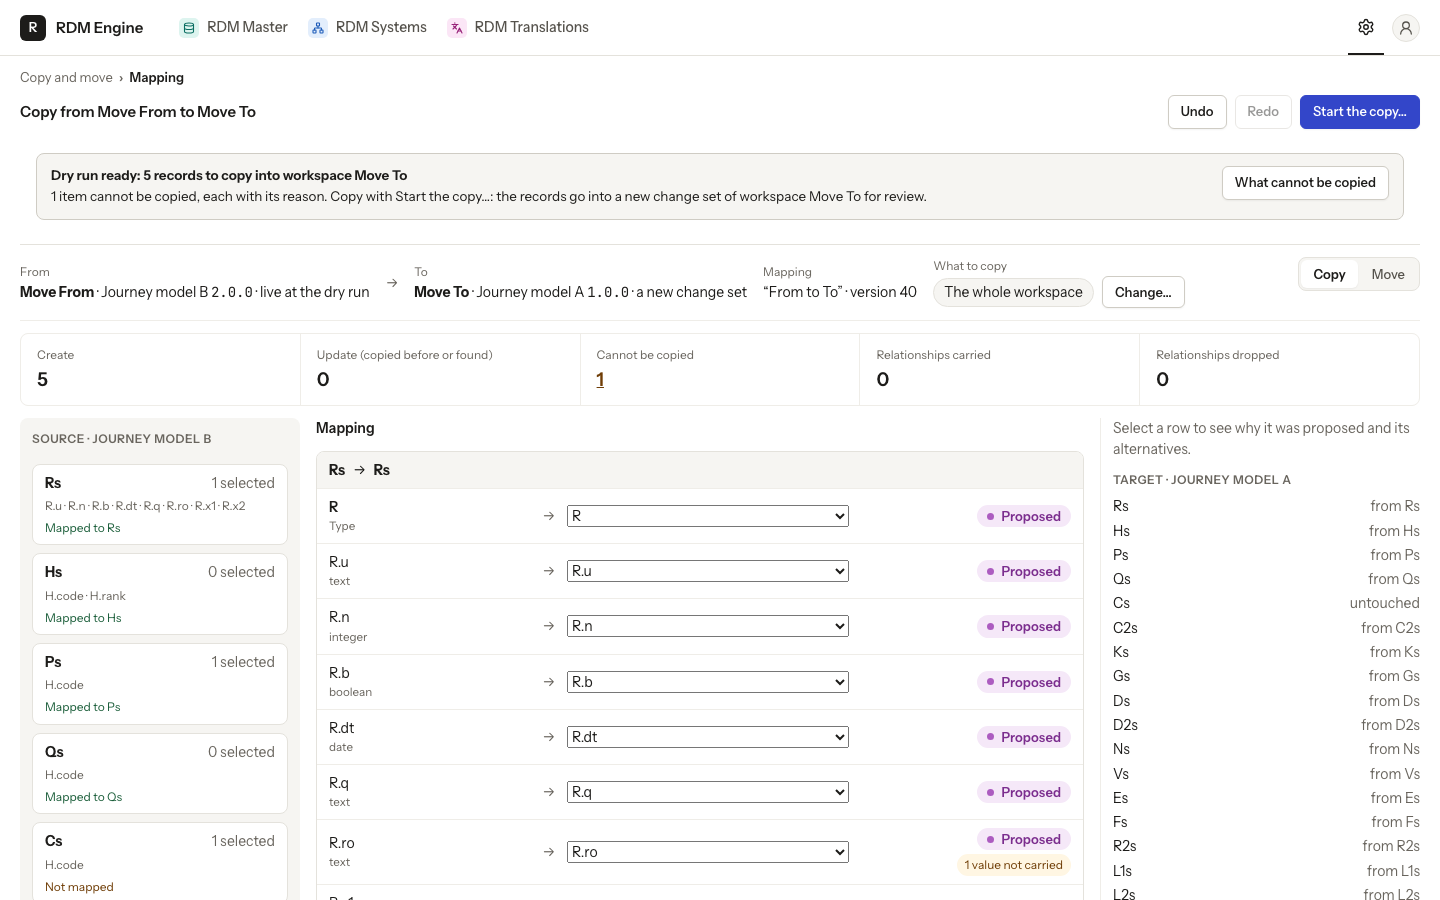 R RDM Engine RDM Master RDM Systems RDM Translations
Copy and move › Mapping
Copy from Move From to Move To
Undo Redo Start the copy...
Dry run ready: 5 records to copy into workspace Move To
1 item cannot be copied, each with its reason. Copy with Start the copy...: the records go into a new change set of workspace Move To for review.
What cannot be copied
From
Move From · Journey model B 2.0.0 · live at the dry run
→
To
Move To · Journey model A 1.0.0 · a new change set
Mapping
“From to To” · version 40
What to copy
The whole workspace Change...
Copy Move
Create
5
Update (copied before or found)
0
Cannot be copied
1
Relationships carried
0
Relationships dropped
0
SOURCE · JOURNEY MODEL B
Rs 1 selected
R.u · R.n · R.b · R.dt · R.q · R.ro · R.x1 · R.x2
Mapped to Rs
Hs 0 selected
H.code · H.rank
Mapped to Hs
Ps 1 selected
H.code
Mapped to Ps
Qs 0 selected
H.code
Mapped to Qs
Cs 1 selected
H.code
Not mapped
Mapping
Rs → Rs
R → R Proposed
Type
R.u → R.u Proposed
text
R.n → R.n Proposed
integer
R.b → R.b Proposed
boolean
R.dt → R.dt Proposed
date
R.q → R.q Proposed
text
R.ro → R.ro Proposed
text 1 value not carried
Select a row to see why it was proposed and its
alternatives.
TARGET · JOURNEY MODEL A
Rs from Rs
Hs from Hs
Ps from Ps
Qs from Qs
Cs untouched
C2s from C2s
Ks from Ks
Gs from Gs
Ds from Ds
D2s from D2s
Ns from Ns
Vs from Vs
Es from Es
Fs from Fs
R2s from R2s
L1s from L1s
L2s from L2s